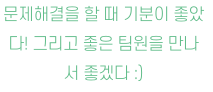 문제해결을 할 때 기분이 좋았
다! 그리고 좋은 팀원을 만나
서 좋겠다 :)